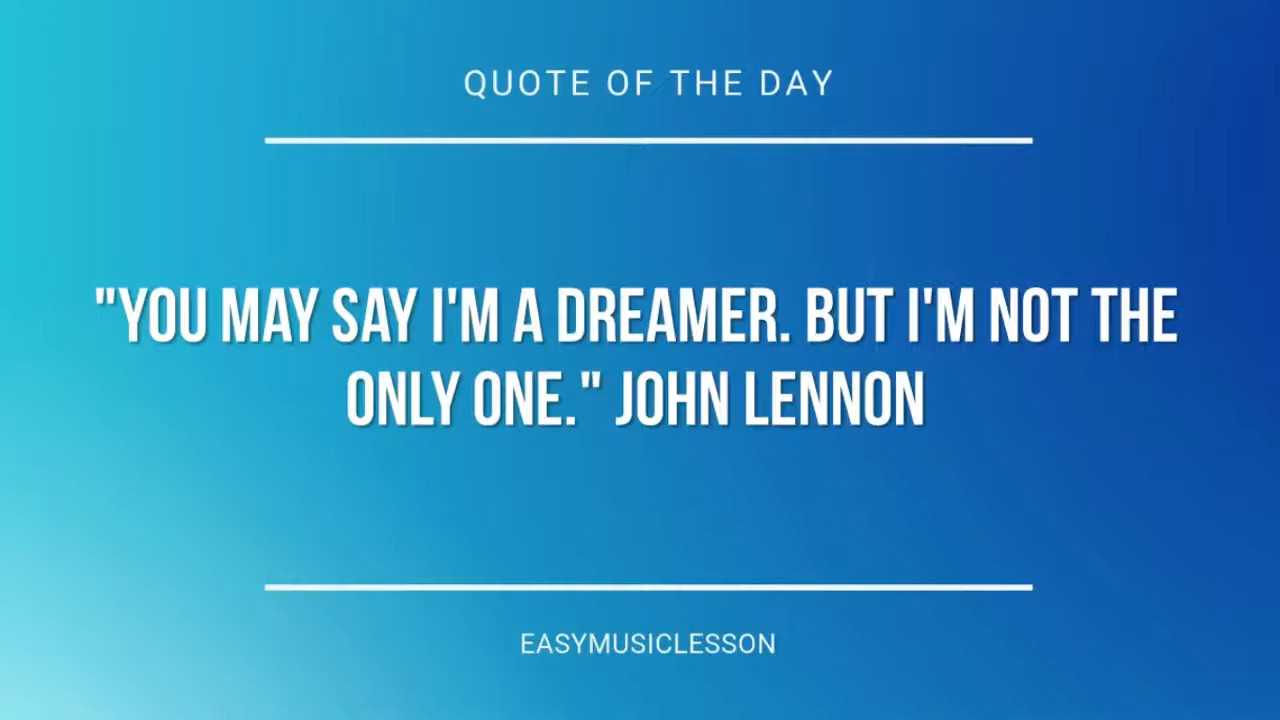 QUOTE OF THE DAY
"YOU MAY SAY I'M A DREAMER. BUT I'M NOT THE
ONLY ONE." JOHN LENNON
EASYMUSICLESSON